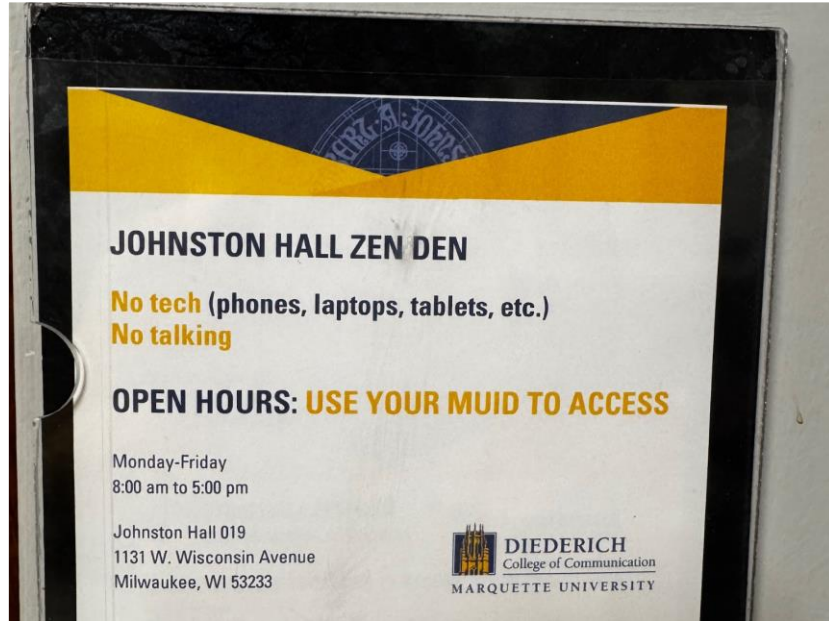 JOHNSTON HALL ZEN DEN
No tech (phones, laptops, tablets, etc.)
No talking
OPEN HOURS: USE YOUR MUID TO ACCESS
Monday-Friday
8:00 am to 5:00 pm
Johnston Hall 019
1131 W. Wisconsin Avenue
Milwaukee, WI 53233
DIEDERICH
College of Communication
MARQUETTE UNIVERSITY